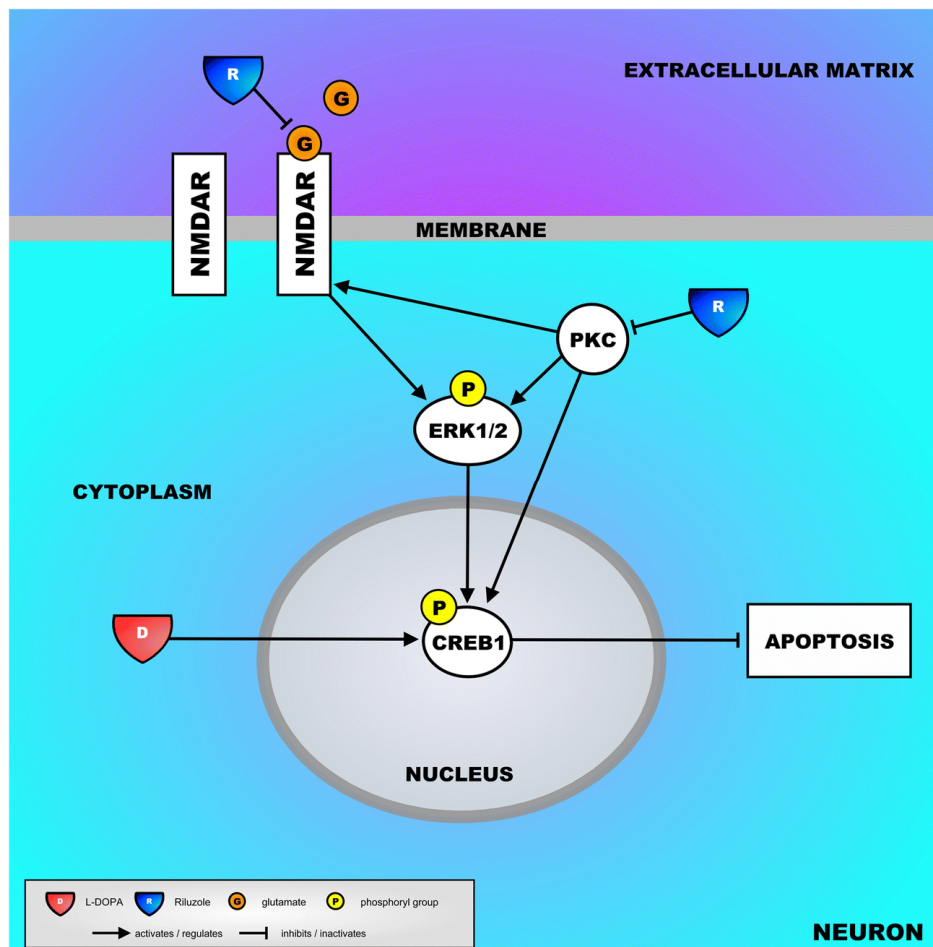 R
EXTRACELLULAR MATRIX
G
G
NMDAR
NMDAR
MEMBRANE
R
PKC
P
ERK1/2
CYTOPLASM
P
D
CREB1
APOPTOSIS
NUCLEUS
D L-DOPA R Riluzole G glutamate P phosphoryl group
activates / regulates inhibits / inactivates
NEURON